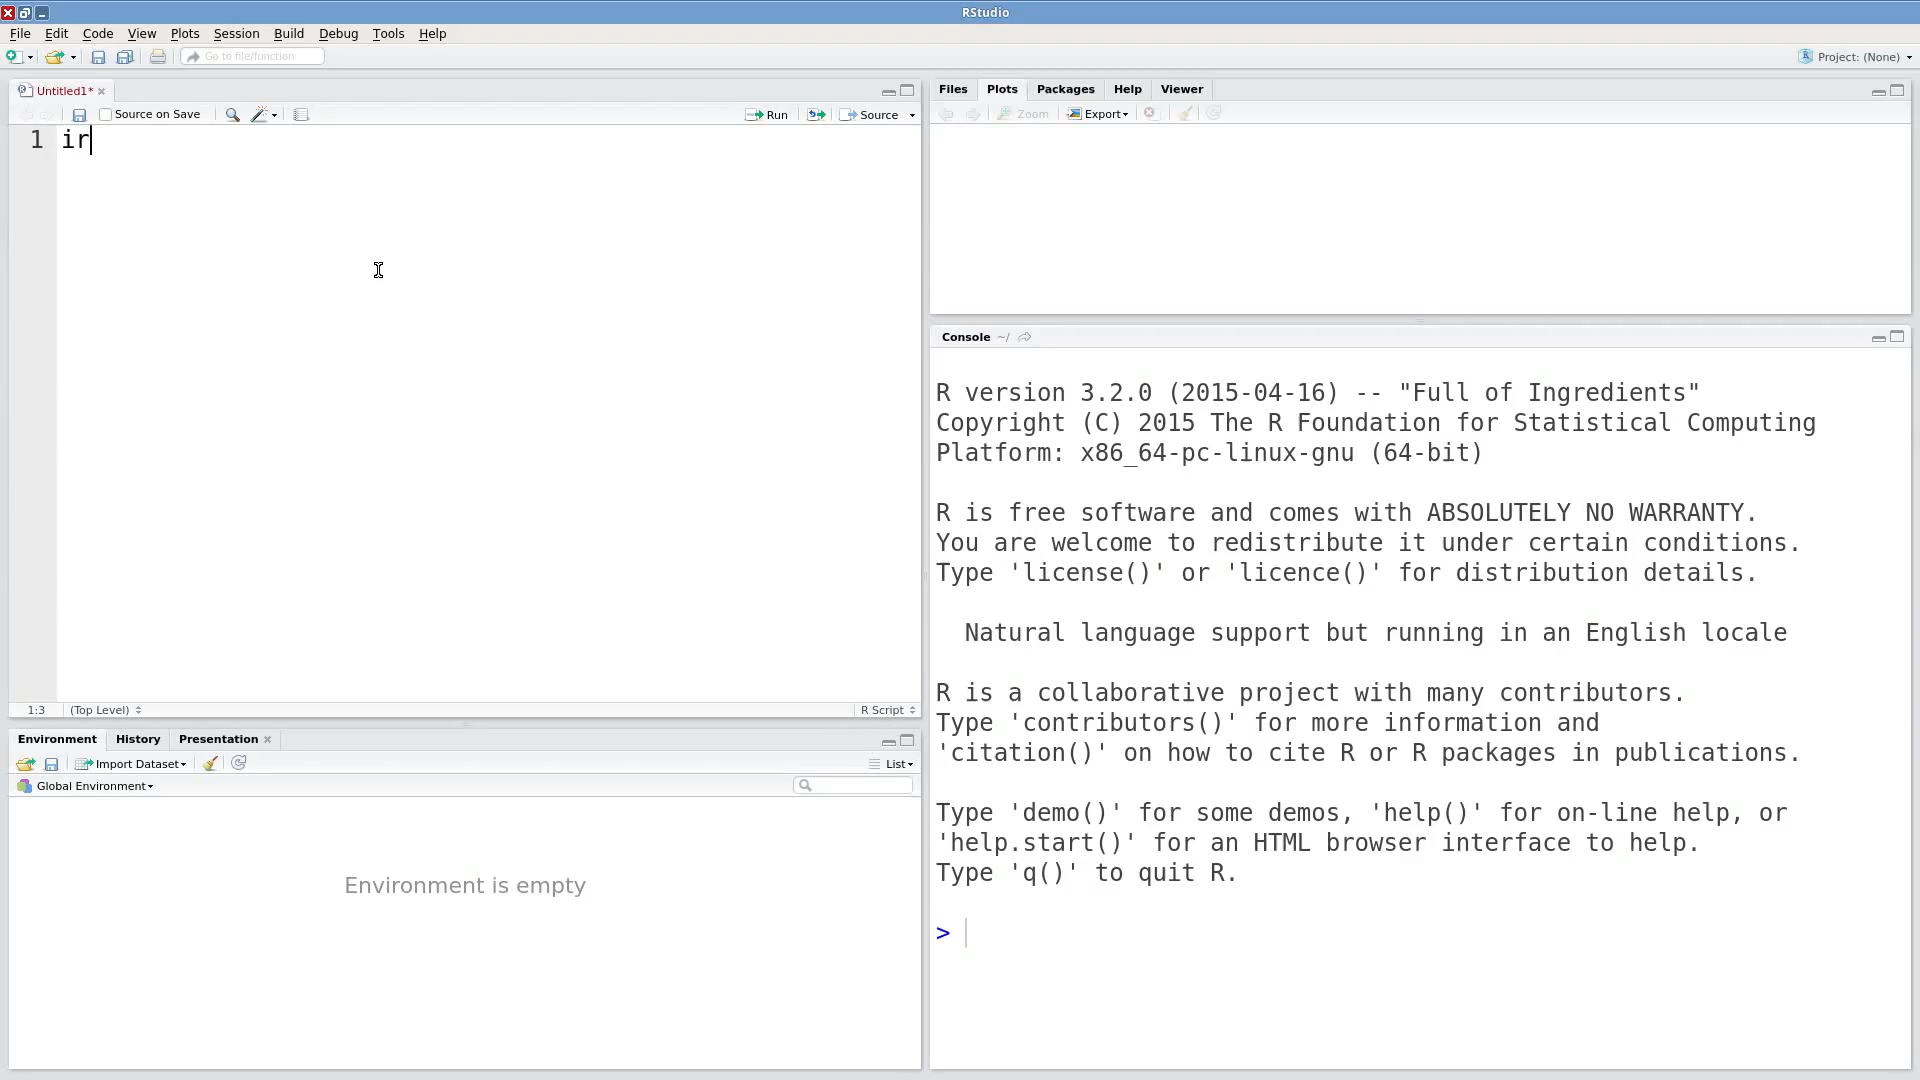 RStudio
File Edit Code View Plots Session Build Debug Tools Help
Go to file/function
Project: (None)
Untitled1*
Source on Save
Run
Source
1 ir
1:3 (Top Level)
R Script
Environment History Presentation
Import Dataset
List
Global Environment
Environment is empty
Files Plots Packages Help Viewer
Zoom Export
Console ~/
R version 3.2.0 (2015-04-16) -- "Full of Ingredients"
Copyright (C) 2015 The R Foundation for Statistical Computing
Platform: x86_64-pc-linux-gnu (64-bit)
R is free software and comes with ABSOLUTELY NO WARRANTY.
You are welcome to redistribute it under certain conditions.
Type 'license()' or 'licence()' for distribution details.
Natural language support but running in an English locale
R is a collaborative project with many contributors.
Type 'contributors()' for more information and
'citation()' on how to cite R or R packages in publications.
Type 'demo()' for some demos, 'help()' for on-line help, or
'help.start()' for an HTML browser interface to help.
Type 'q()' to quit R.
>